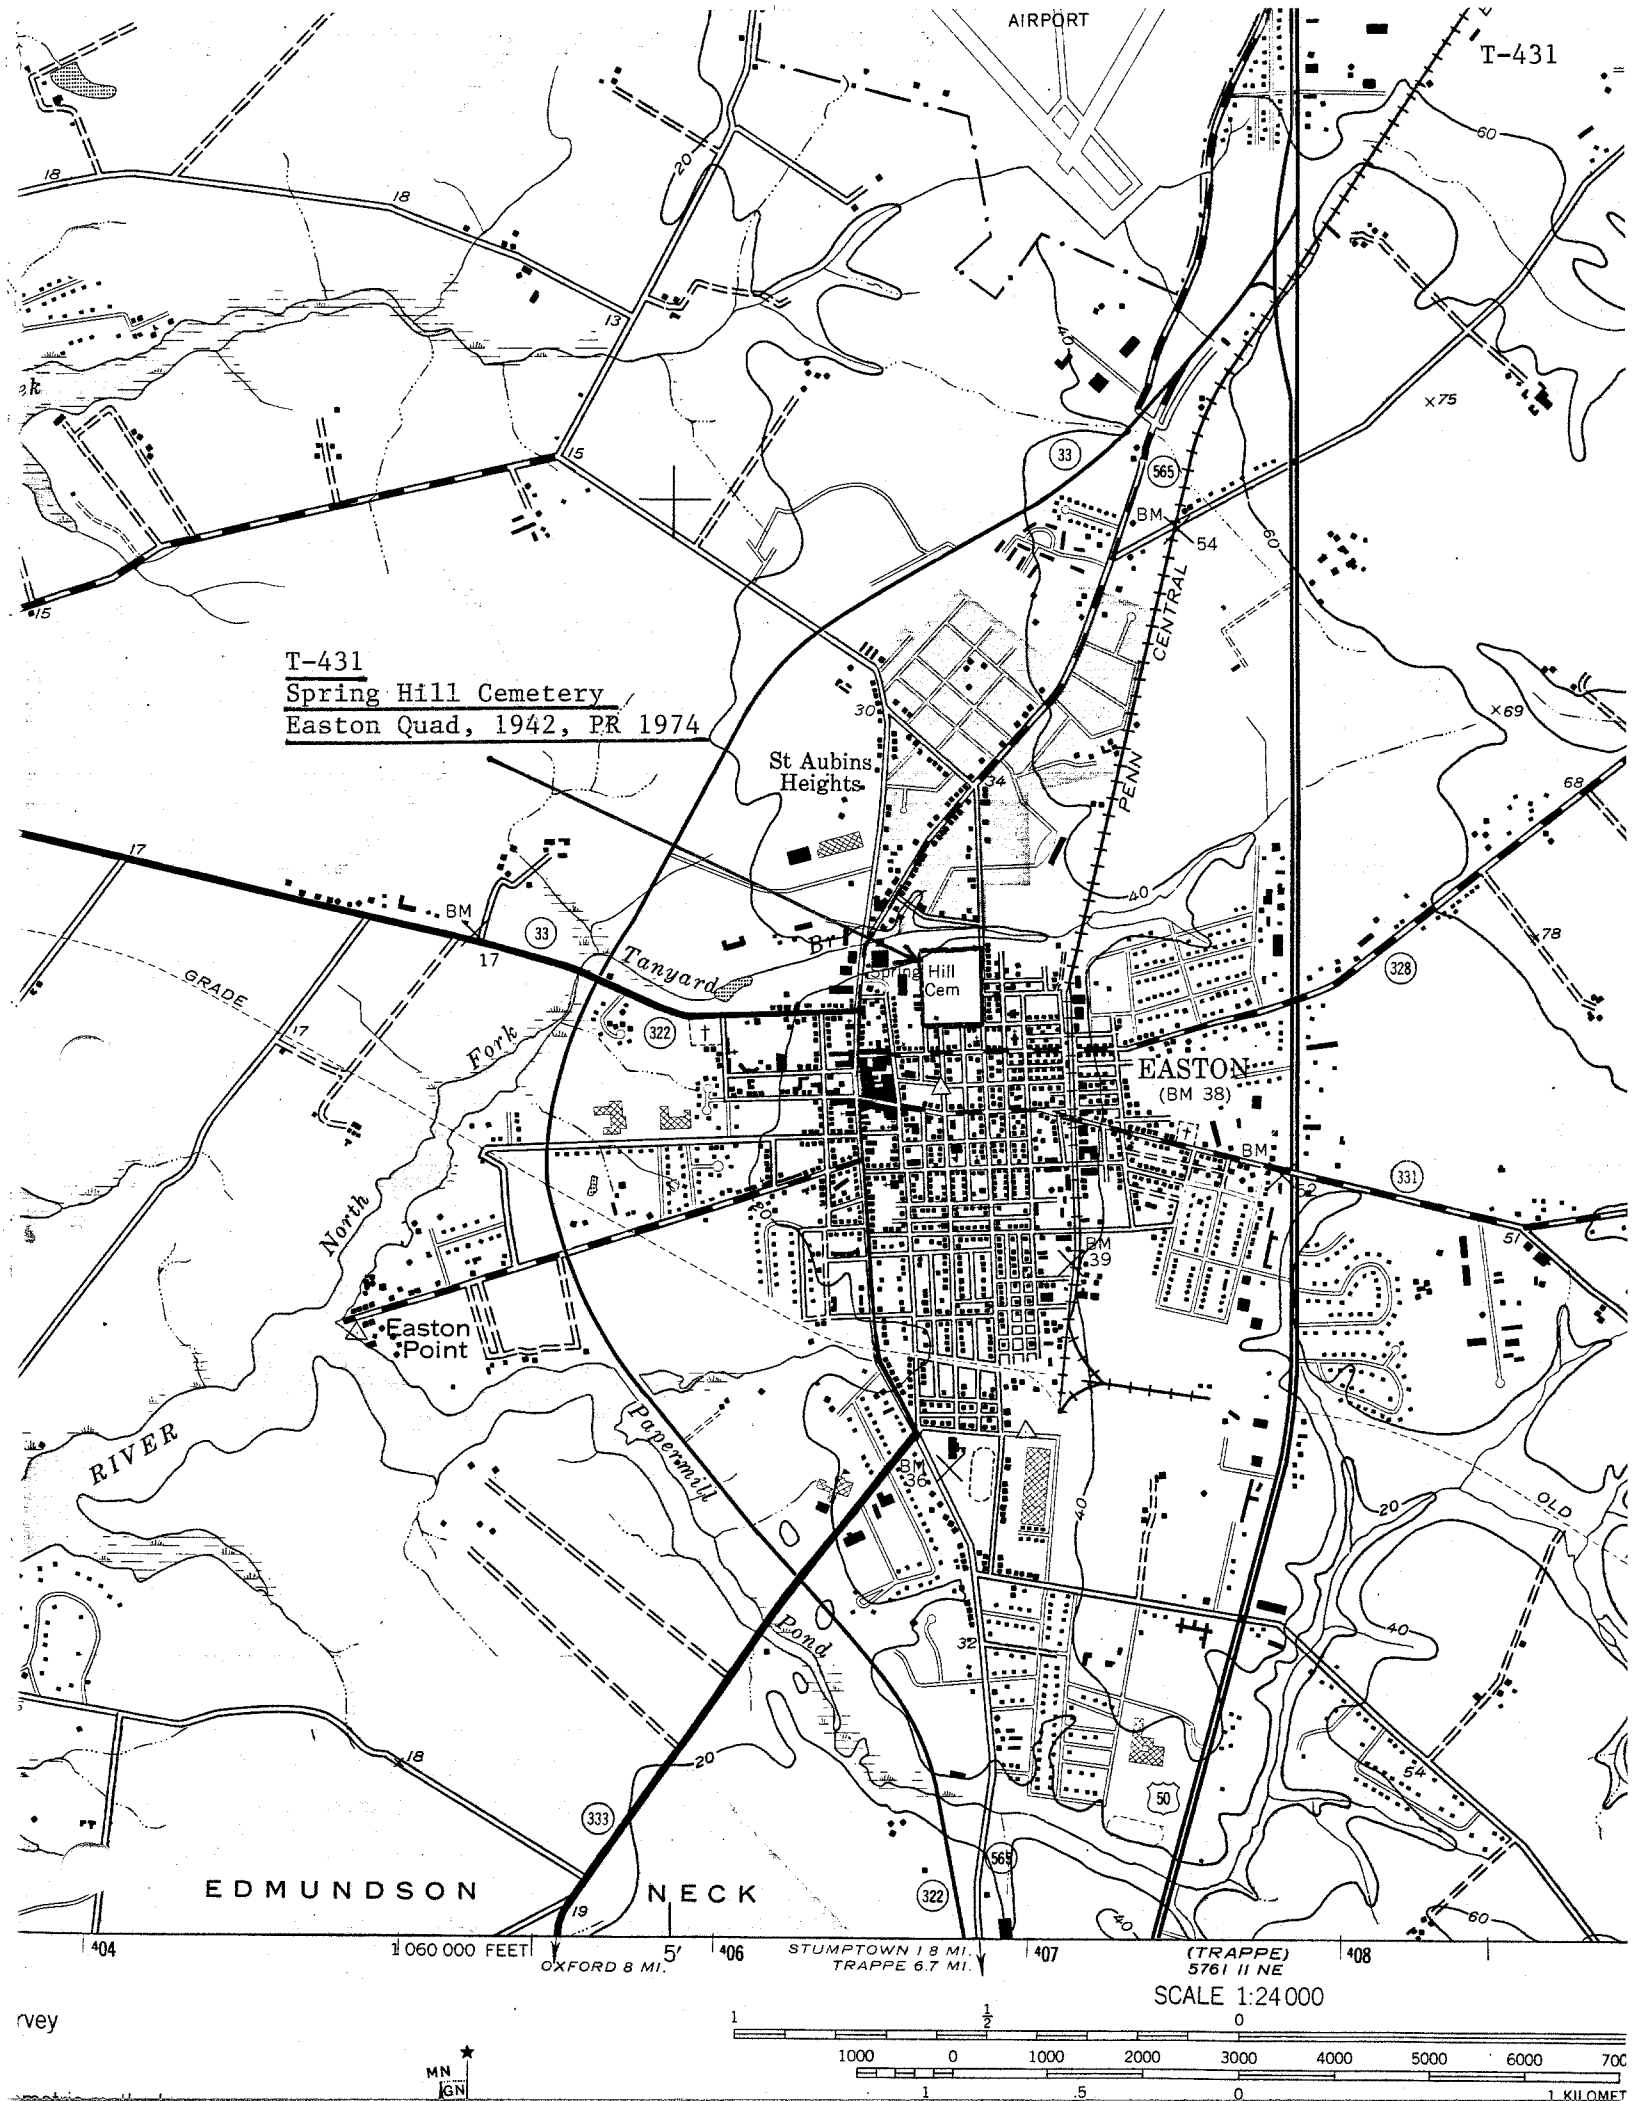 AIRPORT
T-431
60
18
20
18
13
40
ek
×75
15
33
565
BM
54
60
15
CENTRAL
T-431
Spring Hill Cemetery
Easton Quad, 1942, PR 1974
30
×69
St Aubins
Heights
34
PENN
68
17
40
BM
33
17
Br
78
Tanyard
Spring Hill
Cem
328
GRADE
17
322
Fork
EASTON
(BM 38)
BM
331
52
North
51
BM
39
Easton
Point
RIVER
Papermill
BM
36
40
20
OLD
Pond
32
40
18
20
54
50
333
565
EDMUNDSON NECK
322
19
40
60
404
1 060 000 FEET
5'
406
STUMPTOWN 1 8 MI.
407
(TRAPPE)
408
OXFORD 8 MI.
TRAPPE 6.7 MI.
5761 II NE
SCALE 1:24 000
rvey
1 ½ 0
1000 0 1000 2000 3000 4000 5000 6000 700
MN
GN
1 .5 0 1 KILOMET